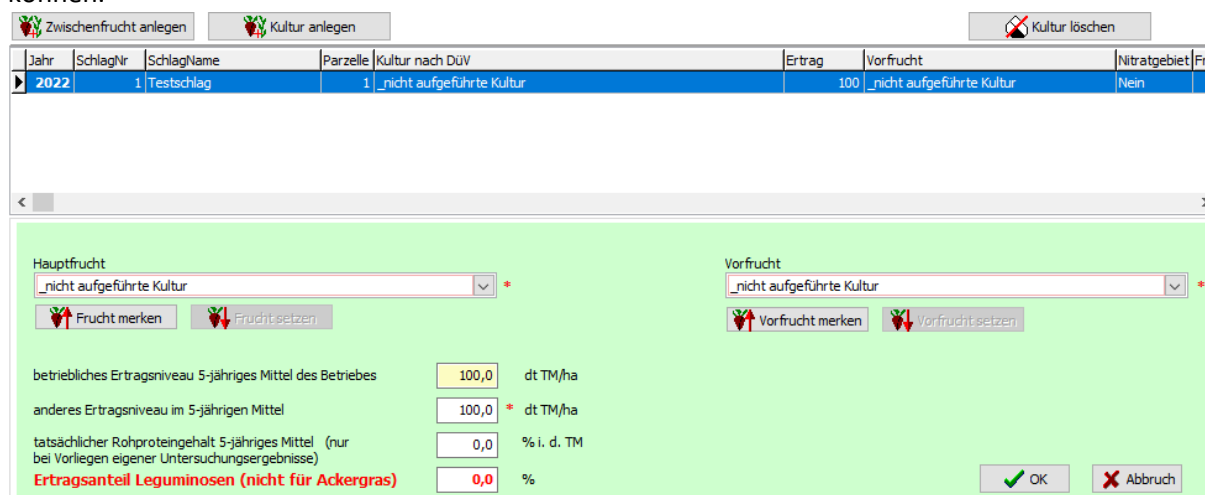 können.
Zwischenfrucht anlegen Kultur anlegen Kultur löschen
Jahr SchlagNr SchlagName Parzelle Kultur nach DüV Ertrag Vorfrucht Nitratgebiet Fr
2022 1 Testschlag 1 _nicht aufgeführte Kultur 100 _nicht aufgeführte Kultur Nein
Hauptfrucht Vorfrucht
_nicht aufgeführte Kultur * _nicht aufgeführte Kultur *
Frucht merken Frucht setzen Vorfrucht merken Vorfrucht setzen
betriebliches Ertragsniveau 5-jähriges Mittel des Betriebes 100,0 dt TM/ha
anderes Ertragsniveau im 5-jährigen Mittel 100,0 * dt TM/ha
tatsächlicher Rohproteingehalt 5-jähriges Mittel (nur 0,0 % i. d. TM
bei Vorliegen eigener Untersuchungsergebnisse)
Ertragsanteil Leguminosen (nicht für Ackergras) 0,0 % OK Abbruch